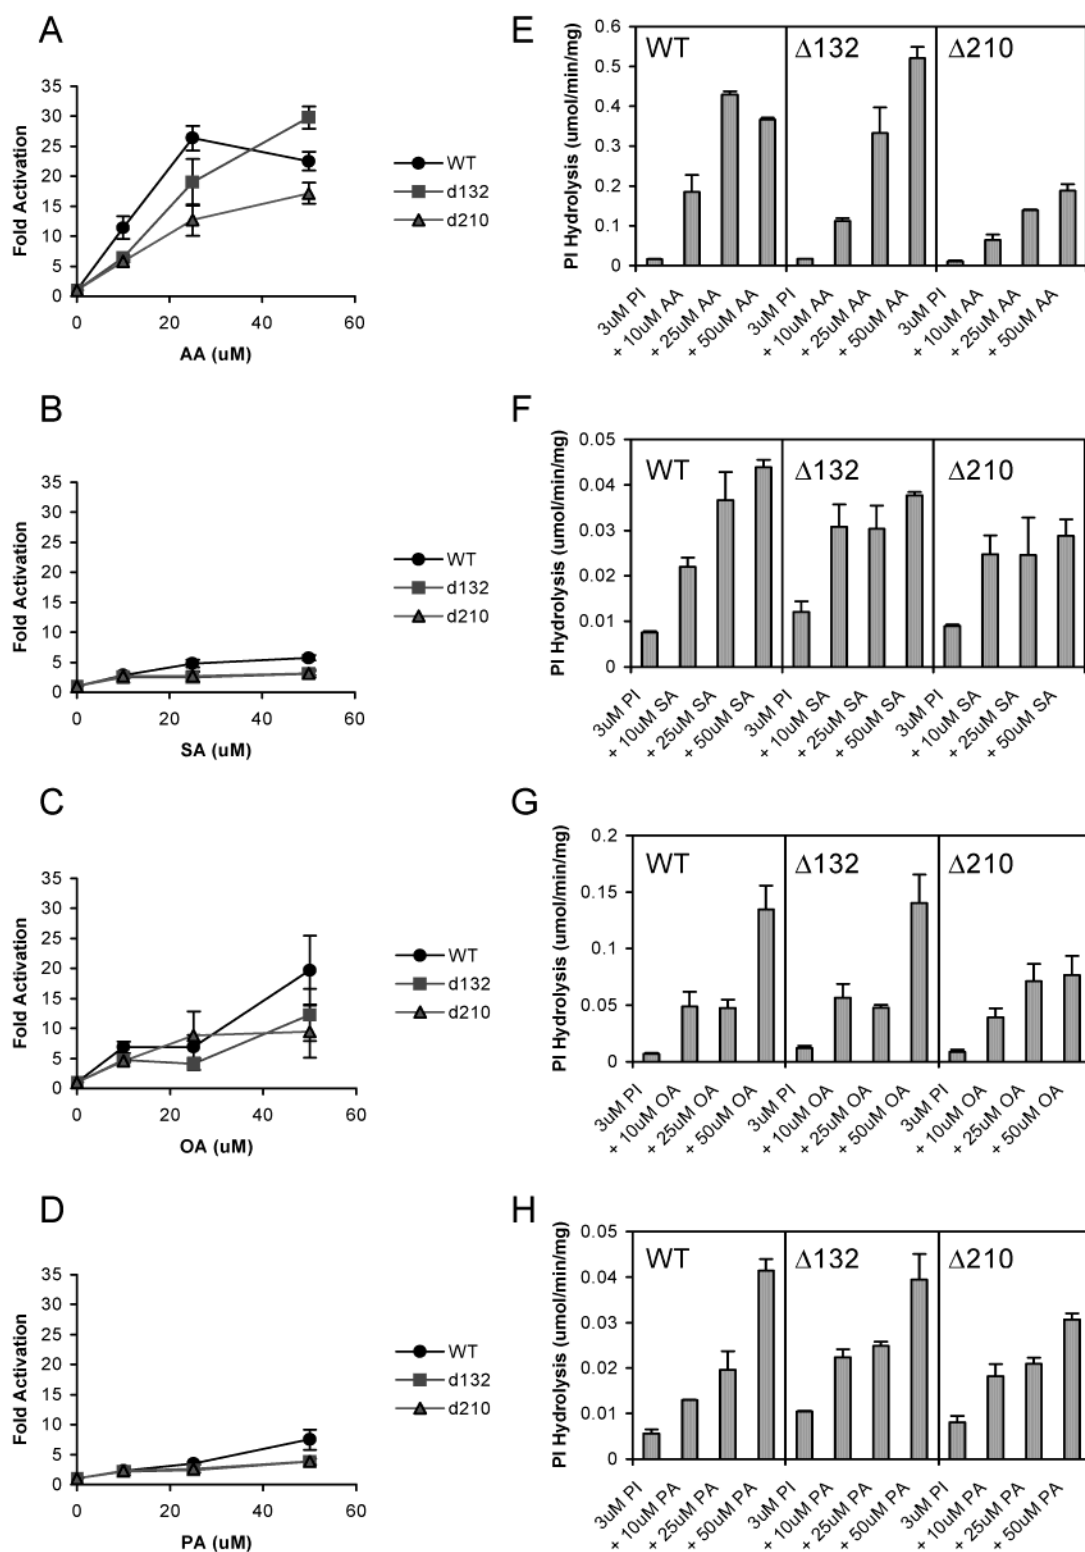 A
Fold Activation
35
30
25
20
15
10
5
0
0 20 40 60
AA (uM)
WT
d132
d210
E
PI Hydrolysis (umol/min/mg)
0.6
0.5
0.4
0.3
0.2
0.1
0
WT Δ132 Δ210
3uM PI
+ 10uM AA
+ 25uM AA
+ 50uM AA
3uM PI
+ 10uM AA
+ 25uM AA
+ 50uM AA
3uM PI
+ 10uM AA
+ 25uM AA
+ 50uM AA
B
Fold Activation
35
30
25
20
15
10
5
0
0 20 40 60
SA (uM)
WT
d132
d210
F
PI Hydrolysis (umol/min/mg)
0.05
0.04
0.03
0.02
0.01
0
WT Δ132 Δ210
3uM PI
+ 10uM SA
+ 25uM SA
+ 50uM SA
3uM PI
+ 10uM SA
+ 25uM SA
+ 50uM SA
3uM PI
+ 10uM SA
+ 25uM SA
+ 50uM SA
C
Fold Activation
35
30
25
20
15
10
5
0
0 20 40 60
OA (uM)
WT
d132
d210
G
PI Hydrolysis (umol/min/mg)
0.2
0.15
0.1
0.05
0
WT Δ132 Δ210
3uM PI
+ 10uM OA
+ 25uM OA
+ 50uM OA
3uM PI
+ 10uM OA
+ 25uM OA
+ 50uM OA
3uM PI
+ 10uM OA
+ 25uM OA
+ 50uM OA
D
Fold Activation
35
30
25
20
15
10
5
0
0 20 40 60
PA (uM)
WT
d132
d210
H
PI Hydrolysis (umol/min/mg)
0.05
0.04
0.03
0.02
0.01
0
WT Δ132 Δ210
3uM PI
+ 10uM PA
+ 25uM PA
+ 50uM PA
3uM PI
+ 10uM PA
+ 25uM PA
+ 50uM PA
3uM PI
+ 10uM PA
+ 25uM PA
+ 50uM PA